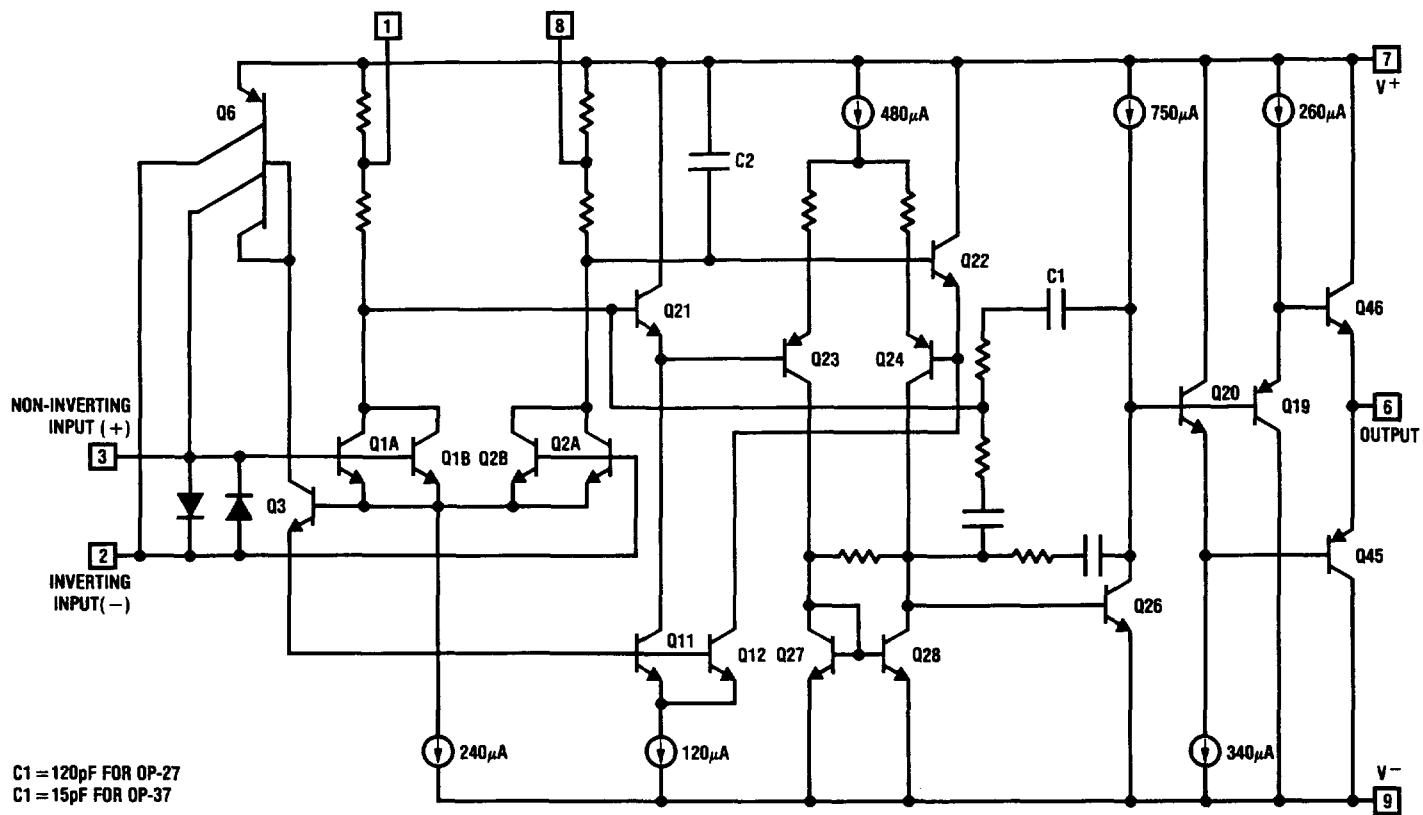 1
8
7
V+
Q6
480μA
750μA
260μA
C2
Q22
C1
Q21
Q46
Q23
Q24
Q20
Q19
6
OUTPUT
NON-INVERTING
INPUT (+)
3
Q1A
Q1B
Q2B
Q2A
Q3
2
INVERTING
INPUT(−)
Q45
Q26
Q11
Q12
Q27
Q28
240μA
120μA
340μA
C1=120pF FOR OP-27
C1=15pF FOR OP-37
V−
9